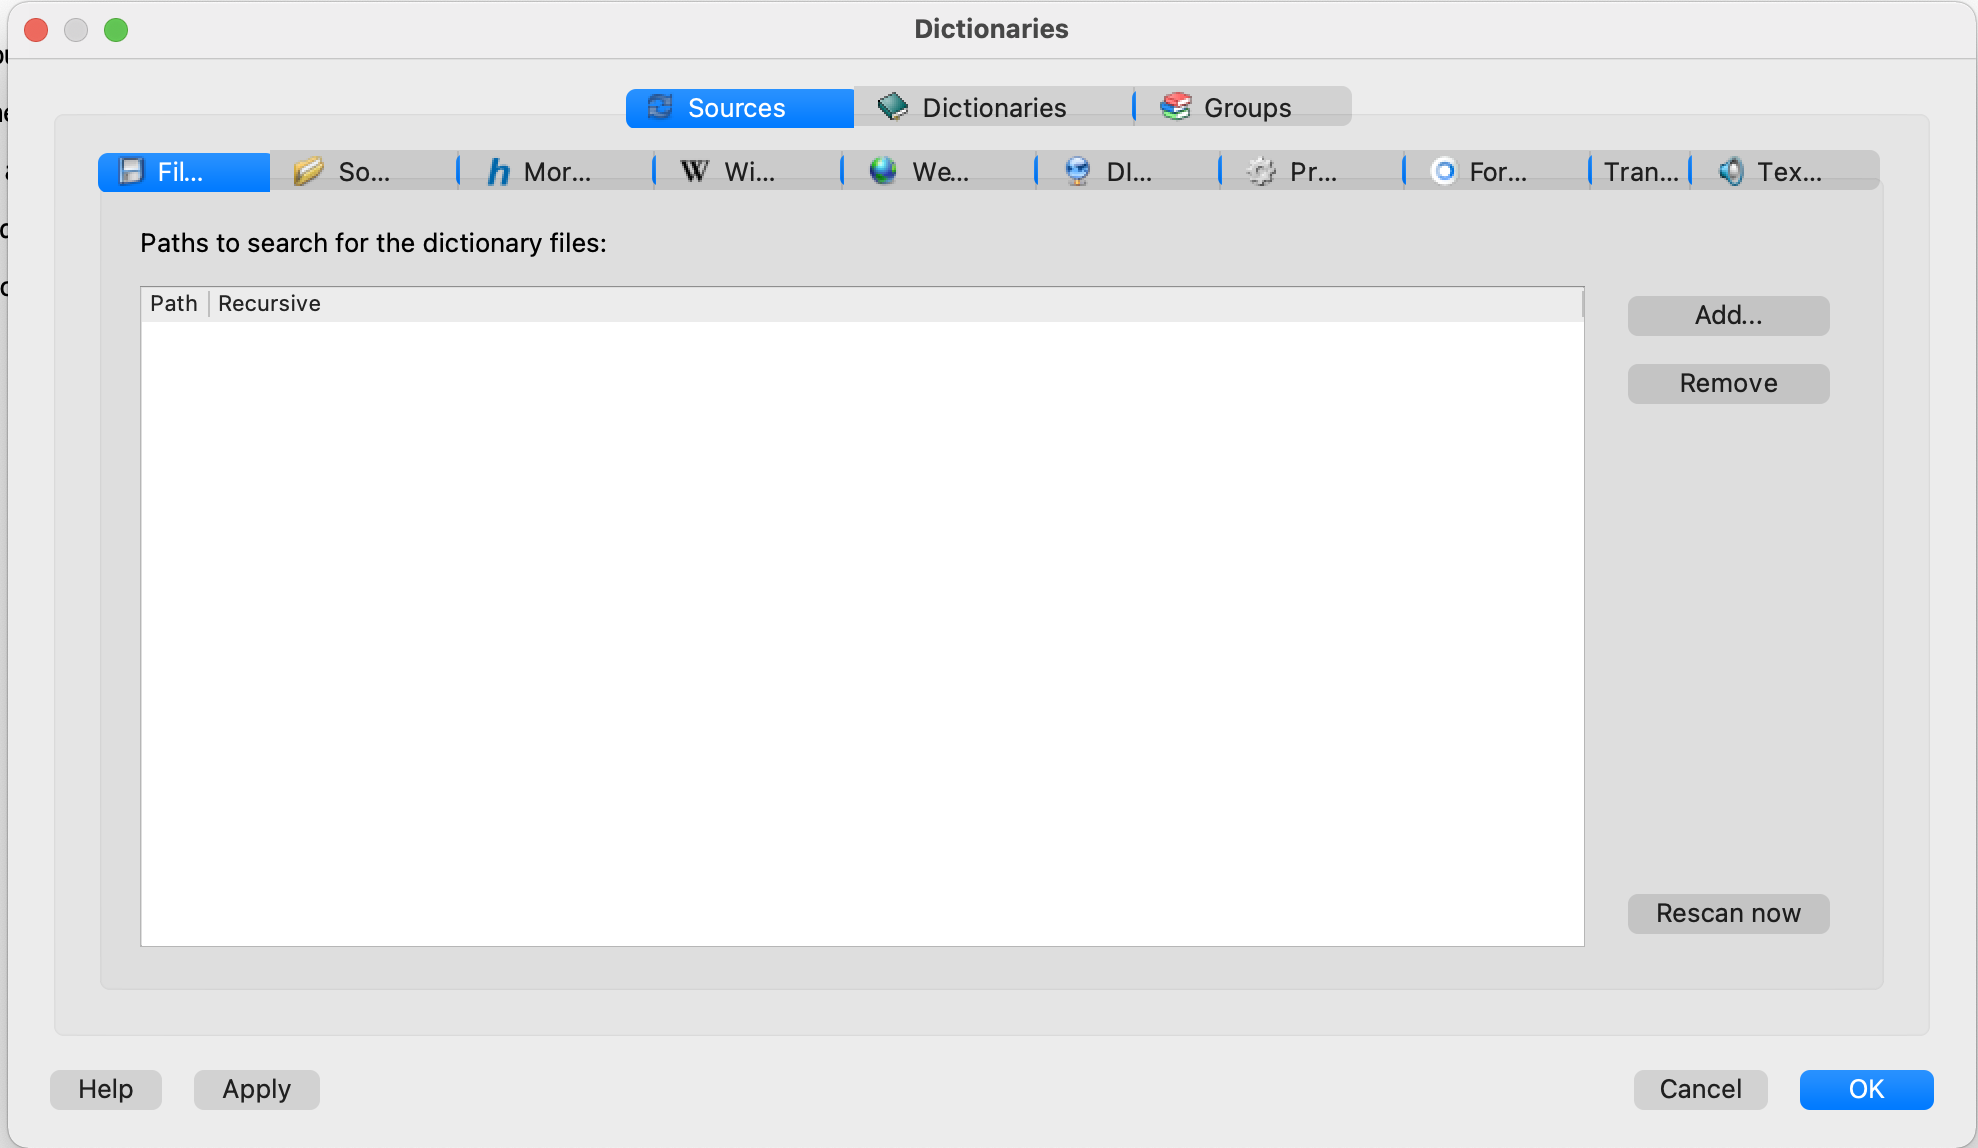 Dictionaries
Sources Dictionaries Groups
Fil... So... Mor... Wi... We... DI... Pr... For... Tran... Tex...
Paths to search for the dictionary files:
Path Recursive
Add...
Remove
Rescan now
Help Apply Cancel OK